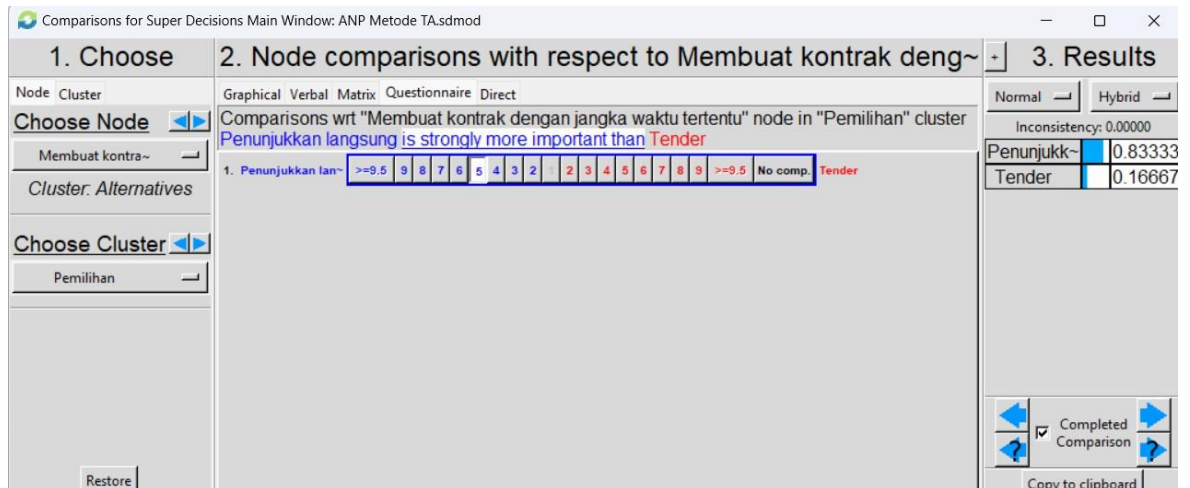 Comparisons for Super Decisions Main Window: ANP Metode TA.sdmod
1. Choose
Node Cluster
Choose Node
Membuat kontra~
Cluster: Alternatives
Choose Cluster
Pemilihan
Restore
2. Node comparisons with respect to Membuat kontrak deng~
Graphical Verbal Matrix Questionnaire Direct
Comparisons wrt "Membuat kontrak dengan jangka waktu tertentu" node in "Pemilihan" cluster
Penunjukkan langsung is strongly more important than Tender
1. Penunjukkan lan~ >=9.5 9 8 7 6 5 4 3 2 1 2 3 4 5 6 7 8 9 >=9.5 No comp. Tender
+ 3. Results
Normal Hybrid
Inconsistency: 0.00000
Penunjukk~ 0.83333
Tender 0.16667
Completed
Comparison
? ?
Copy to clipboard